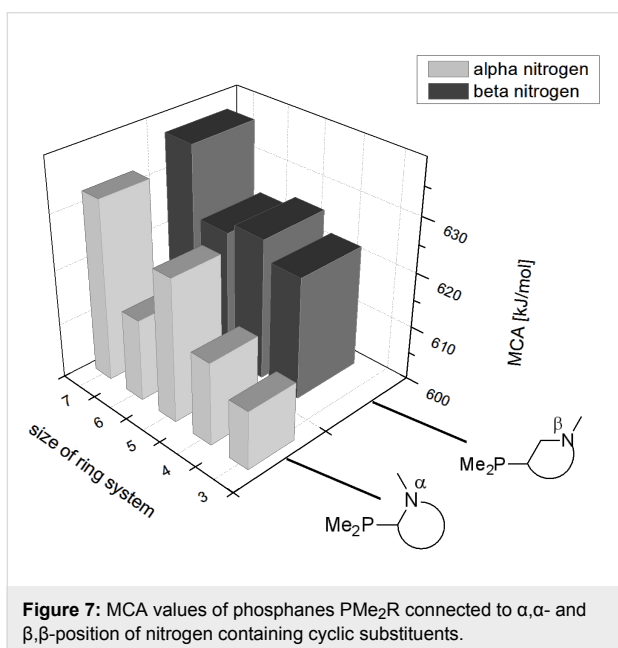 alpha nitrogen
beta nitrogen
630
620
610
600
MCA [kJ/mol]
7
6
5
4
3
size of ring system
β
N
Me₂P
α
N
Me₂P
Figure 7: MCA values of phosphanes PMe₂R connected to α,α- and
β,β-position of nitrogen containing cyclic substituents.